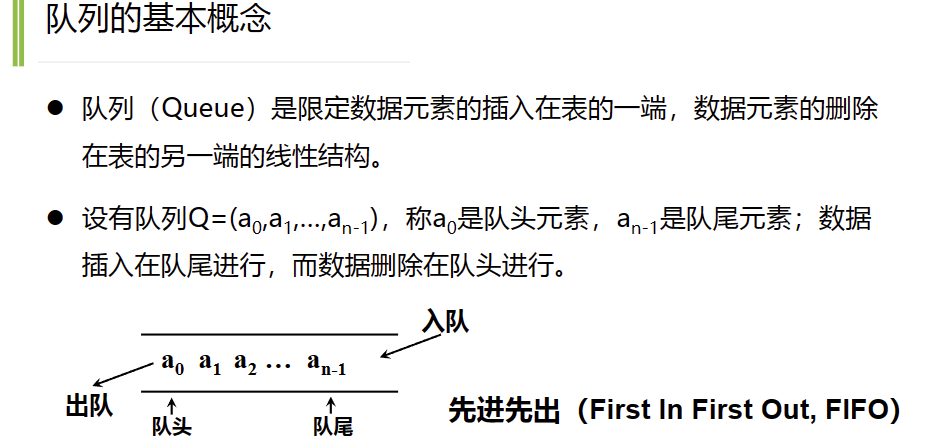 队列的基本概念
● 队列（Queue）是限定数据元素的插入在表的一端，数据元素的删除
在表的另一端的线性结构。
● 设有队列Q=(a0,a1,...,an-1)，称a0是队头元素，an-1是队尾元素；数据
插入在队尾进行，而数据删除在队头进行。
入队
a0 a1 a2 … an-1
出队
队头 队尾
先进先出（First In First Out, FIFO）